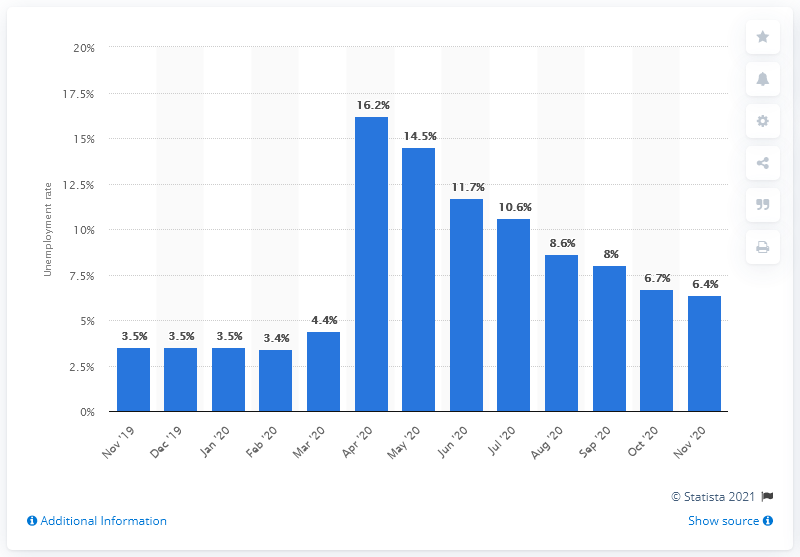 20%
17.5%
15%
12.5%
10%
7.5%
5%
2.5%
0%
Unemployment rate
3.5%
3.5%
3.5%
3.4%
4.4%
16.2%
14.5%
11.7%
10.6%
8.6%
8%
6.7%
6.4%
Nov '19
Dec '19
Jan '20
Feb '20
Mar '20
Apr '20
May '20
Jun '20
Jul '20
Aug '20
Sep '20
Oct '20
Nov '20
© Statista 2021
Additional Information
Show source